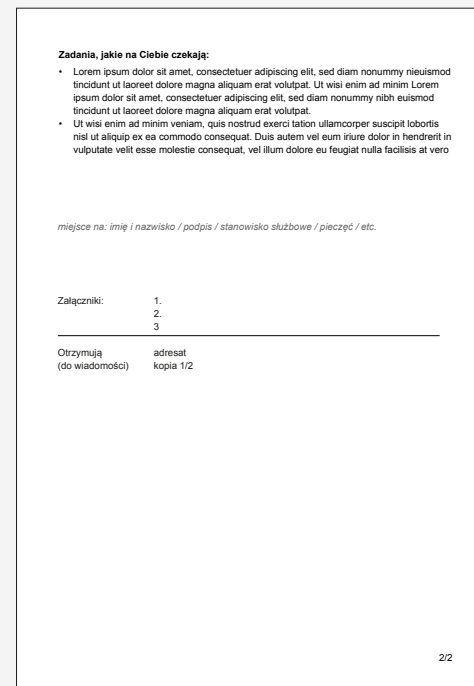 Zadania, jakie na Ciebie czekają:
• Lorem ipsum dolor sit amet, consectetuer adipiscing elit, sed diam nonummy nieuismod
tincidunt ut laoreet dolore magna aliquam erat volutpat. Ut wisi enim ad minim Lorem
ipsum dolor sit amet, consectetuer adipiscing elit, sed diam nonummy nibh euismod
tincidunt ut laoreet dolore magna aliquam erat volutpat.
• Ut wisi enim ad minim veniam, quis nostrud exerci tation ullamcorper suscipit lobortis
nisl ut aliquip ex ea commodo consequat. Duis autem vel eum iriure dolor in hendrerit in
vulputate velit esse molestie consequat, vel illum dolore eu feugiat nulla facilisis at vero
miejsce na: imię i nazwisko / podpis / stanowisko służbowe / pieczęć / etc.
Załączniki: 1.
2.
3
Otrzymują adresat
(do wiadomości) kopia 1/2
2/2